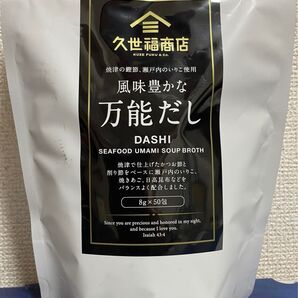 久世福商店
KUZE FUKU & CO.
焼津の鰹節、瀬戸内のいりこ使用
風味豊かな
万能だし
DASHI
SEAFOOD UMAMI SOUP BROTH
焼津で仕上げたかつお節と
削り節をベースに瀬戸内のいりこ、
焼きあご、日高昆布などを
バランスよく配合しました。
8g×50包
Since you are precious and honored in my sight,
and because I love you.
Isaiah 43:4